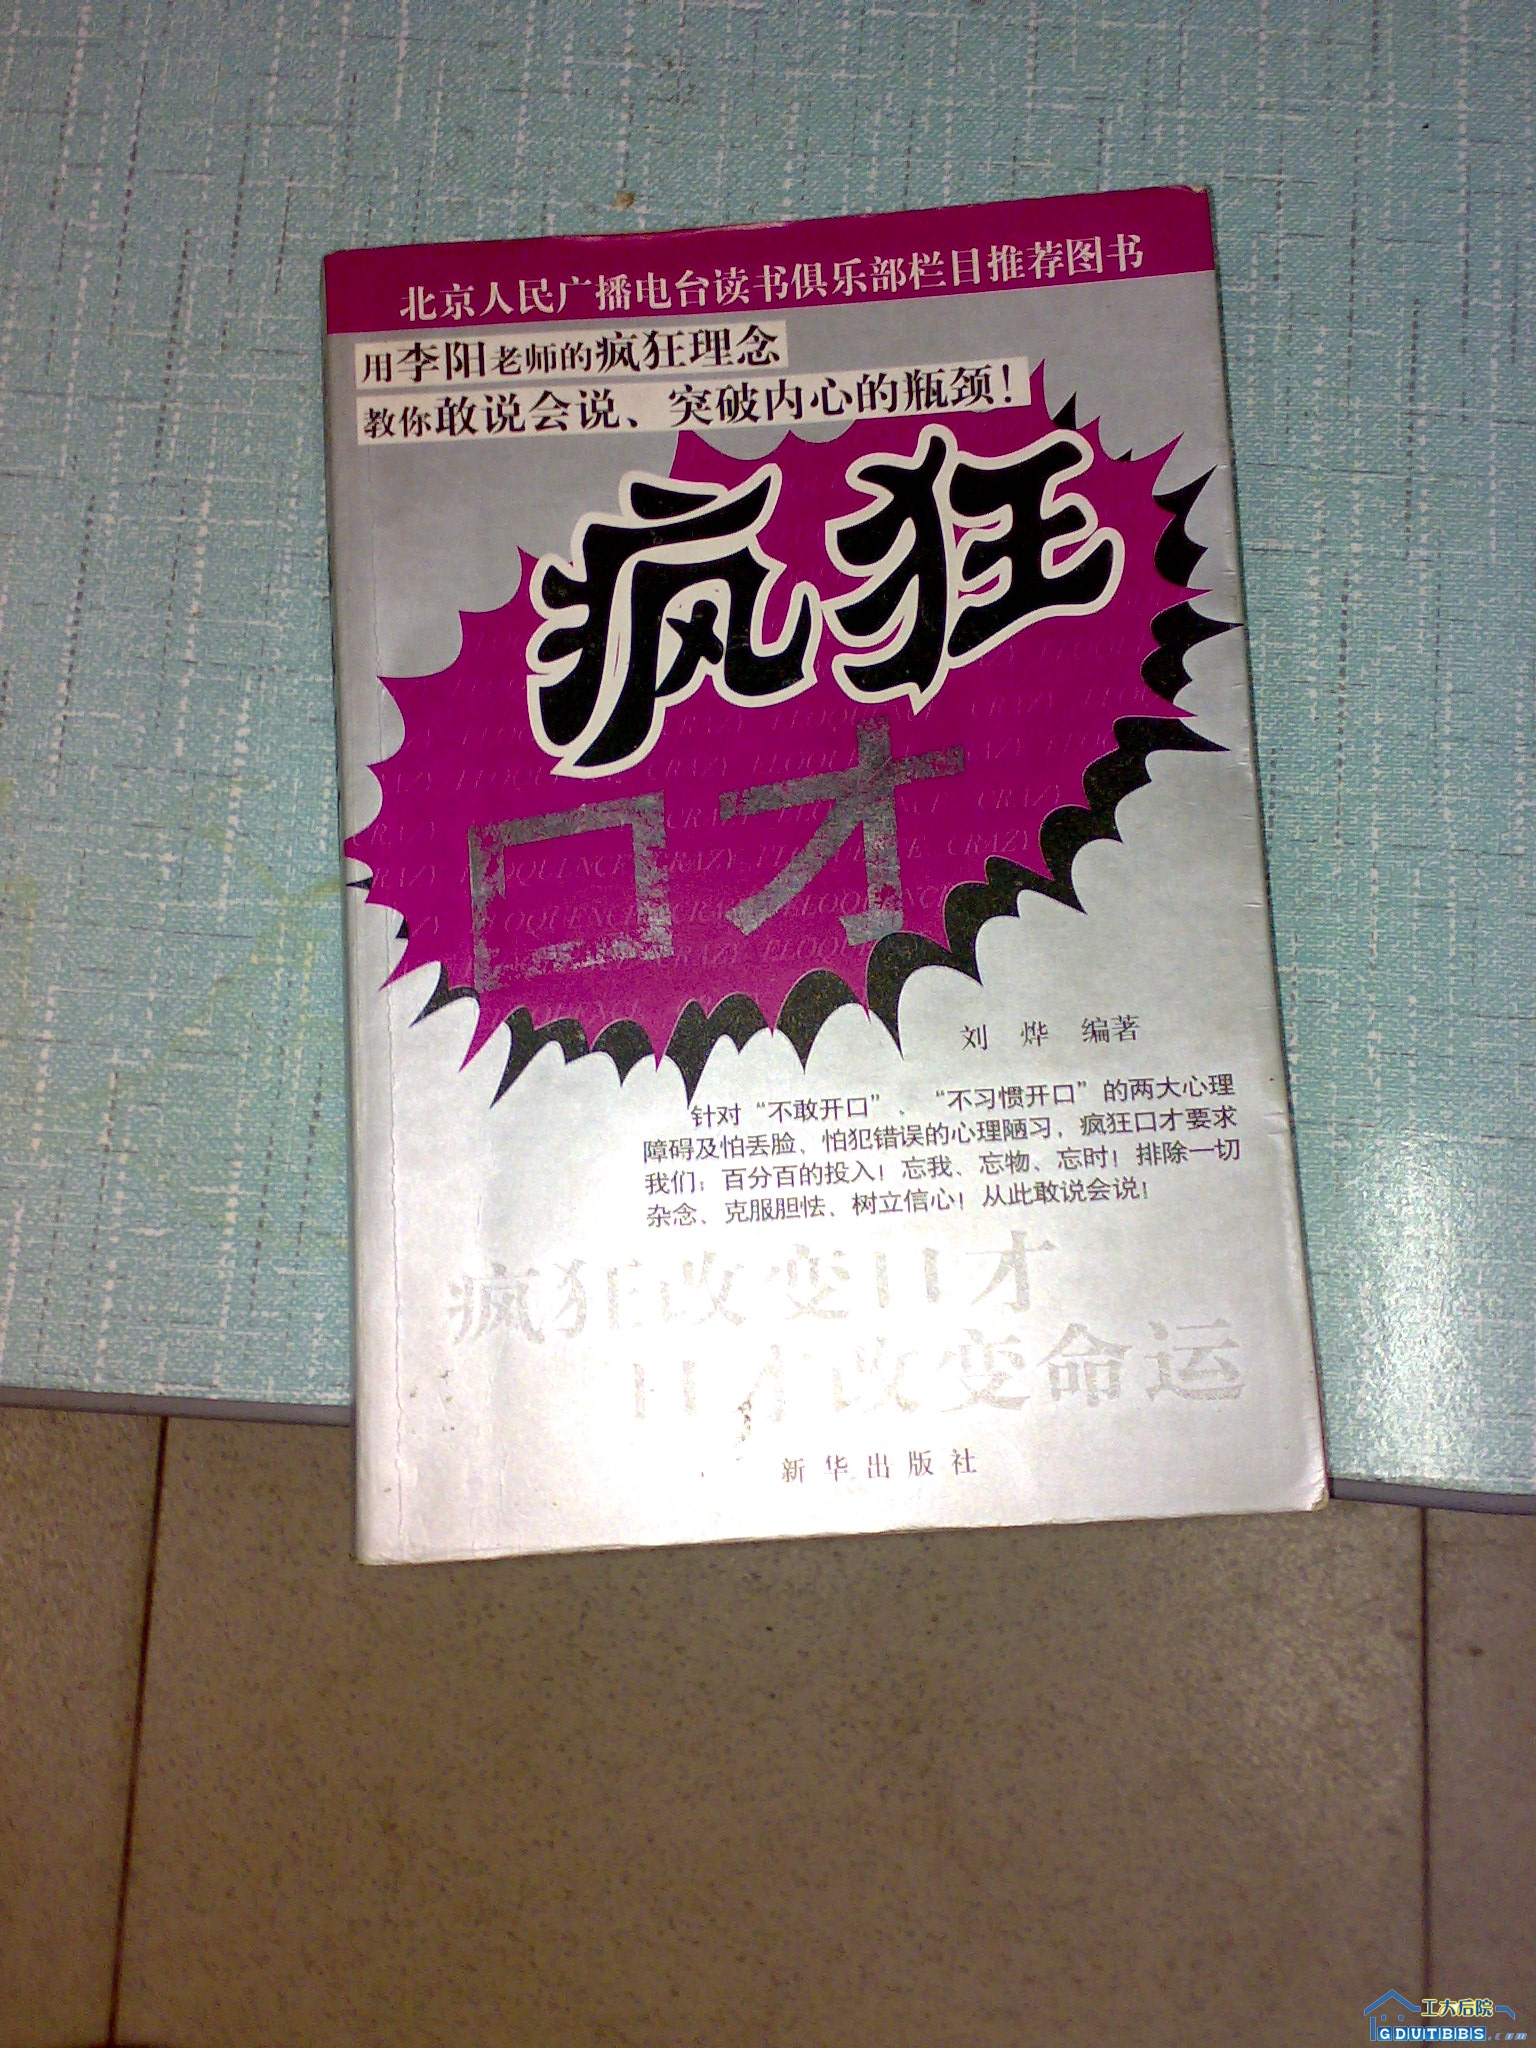 北京人民广播电台读书俱乐部栏目推荐图书
用李阳老师的疯狂理念
教你敢说会说、突破内心的瓶颈！
疯狂
口才
CRAZY ELOQUENCE CRAZY ELOQUENCE CRAZY
刘 烨 编著
针对“不敢开口”、“不习惯开口”的两大心理
障碍及怕丢脸、怕犯错误的心理陋习，疯狂口才要求
我们：百分百的投入！忘我、忘物、忘时！排除一切
杂念、克服胆怯、树立信心！从此敢说会说！
疯狂改变口才
口才改变命运
新华出版社
工大后院
GDUTBBS.com